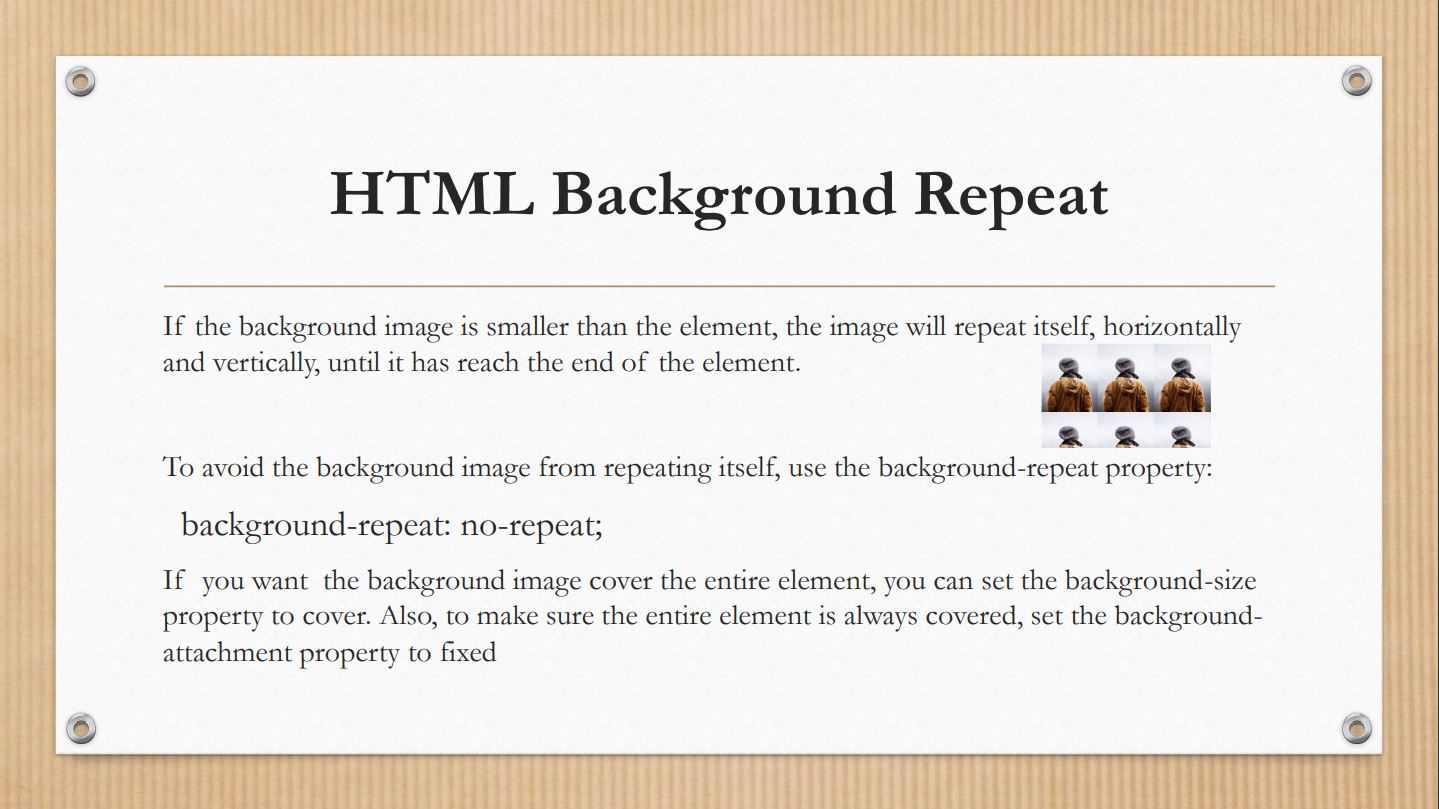 HTML Background Repeat
If the background image is smaller than the element, the image will repeat itself, horizontally
and vertically, until it has reach the end of the element.
To avoid the background image from repeating itself, use the background-repeat property:
background-repeat: no-repeat;
If you want the background image cover the entire element, you can set the background-size
property to cover. Also, to make sure the entire element is always covered, set the background-
attachment property to fixed